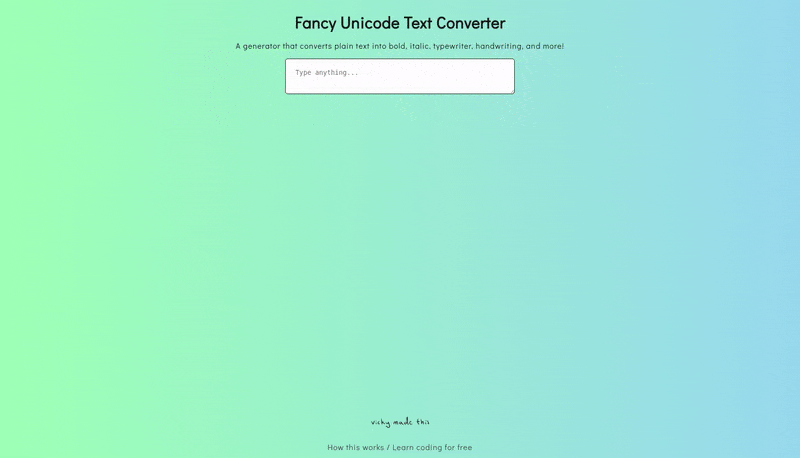 Fancy Unicode Text Converter
A generator that converts plain text into bold, italic, typewriter, handwriting, and more!
Type anything...
vichy made this
How this works / Learn coding for free